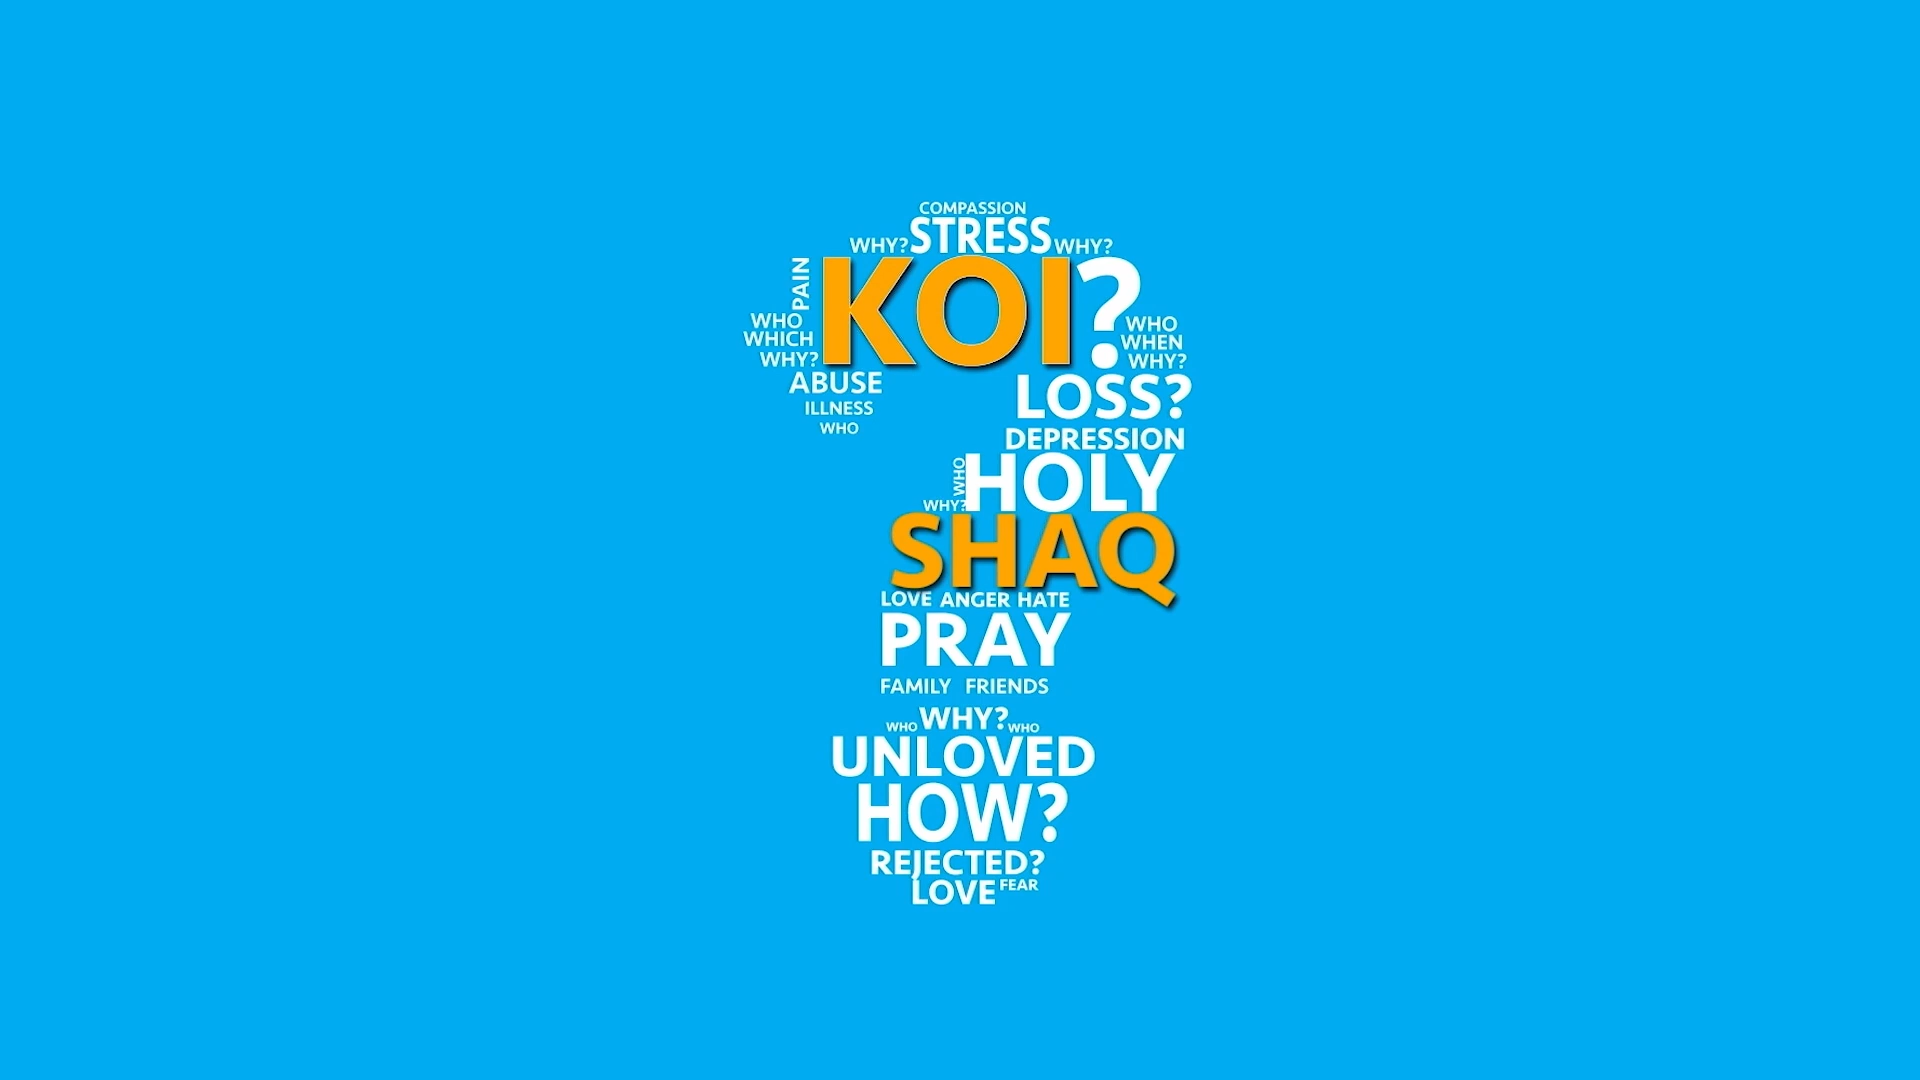 COMPASSION
WHY? STRESS WHY?
PAIN
KOI?
WHO
WHICH
WHY?
WHO
WHEN
WHY?
ABUSE
ILLNESS
WHO
LOSS?
DEPRESSION
WHO
HOLY
WHY?
SHAQ
LOVE ANGER HATE
PRAY
FAMILY FRIENDS
WHO WHY? WHO
UNLOVED
HOW?
REJECTED?
LOVE FEAR